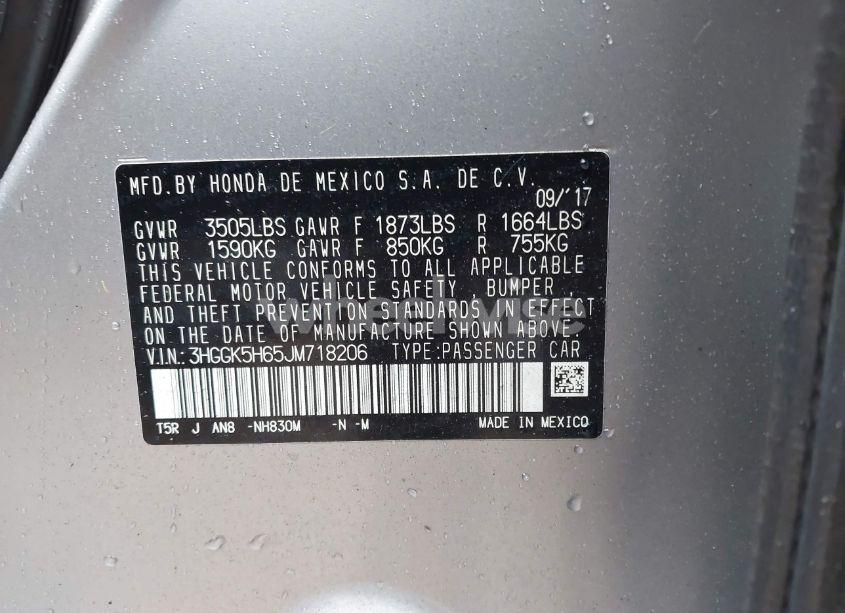 MFD. BY HONDA DE MEXICO S.A. DE C.V.
09/'17
GVWR 3505LBS GAWR F 1873LBS R 1664LBS
GVWR 1590KG GAWR F 850KG R 755KG
THIS VEHICLE CONFORMS TO ALL APPLICABLE
FEDERAL MOTOR VEHICLE SAFETY, BUMPER,
AND THEFT PREVENTION STANDARDS IN EFFECT
ON THE DATE OF MANUFACTURE SHOWN ABOVE.
V.I.N.: 3HGGK5H65JM718206 TYPE: PASSENGER CAR
T5R J AN8 -NH830M -N -M MADE IN MEXICO
wheelwise